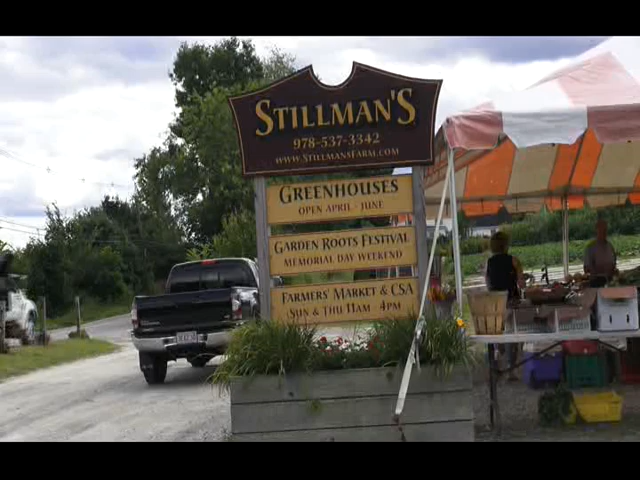 STILLMAN'S
978-537-3342
WWW.STILLMANSFARM.COM
GREENHOUSES
OPEN APRIL - JUNE
GARDEN ROOTS FESTIVAL
MEMORIAL DAY WEEKEND
FARMERS' MARKET & CSA
SUN & THU 11AM - 4PM